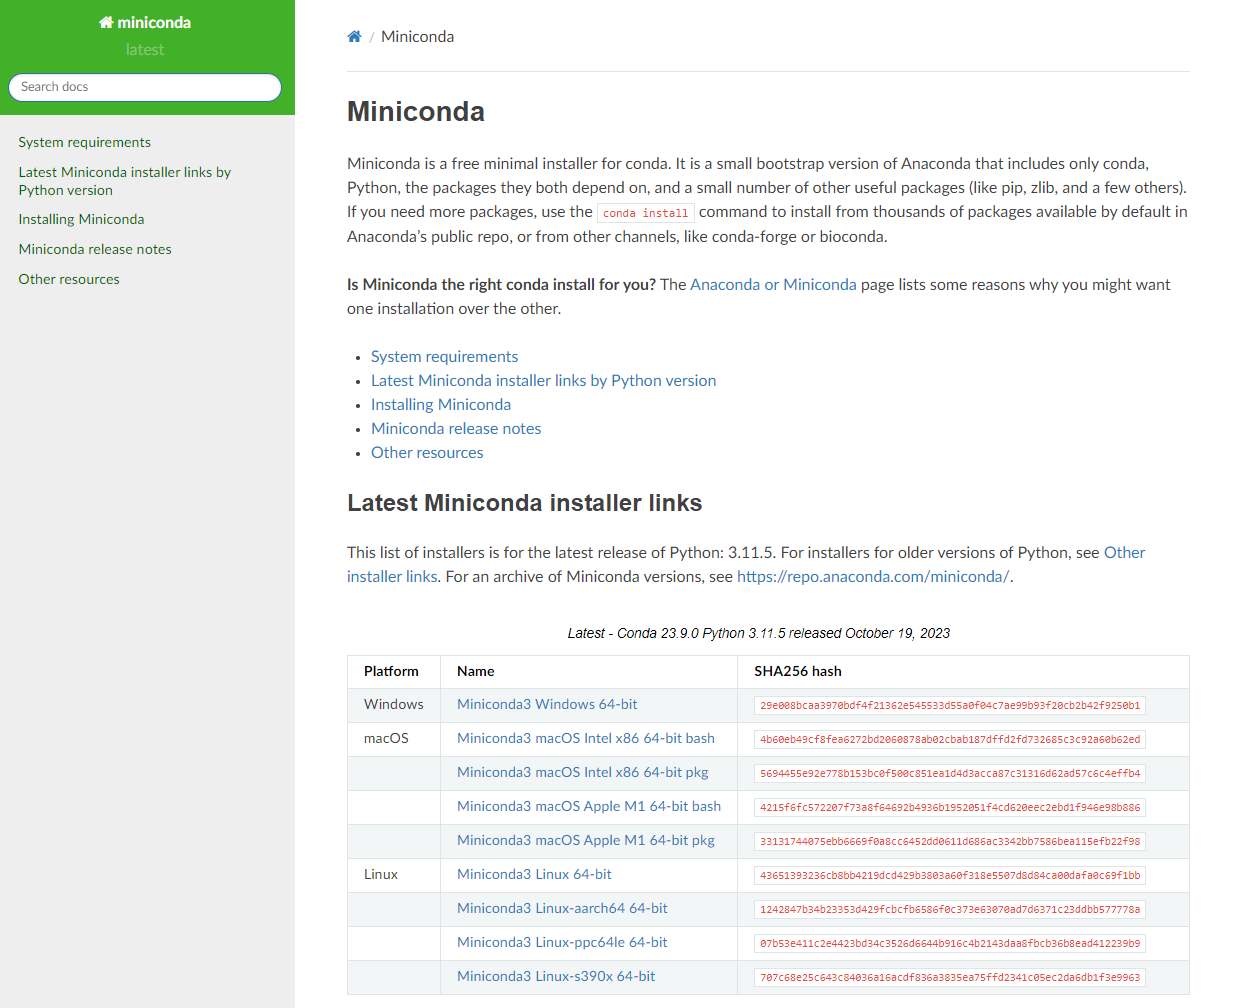 miniconda
latest
Search docs
System requirements
Latest Miniconda installer links by
Python version
Installing Miniconda
Miniconda release notes
Other resources
/ Miniconda
Miniconda
Miniconda is a free minimal installer for conda. It is a small bootstrap version of Anaconda that includes only conda,
Python, the packages they both depend on, and a small number of other useful packages (like pip, zlib, and a few others).
If you need more packages, use the conda install command to install from thousands of packages available by default in
Anaconda’s public repo, or from other channels, like conda-forge or bioconda.
Is Miniconda the right conda install for you? The Anaconda or Miniconda page lists some reasons why you might want
one installation over the other.
• System requirements
• Latest Miniconda installer links by Python version
• Installing Miniconda
• Miniconda release notes
• Other resources
Latest Miniconda installer links
This list of installers is for the latest release of Python: 3.11.5. For installers for older versions of Python, see Other
installer links. For an archive of Miniconda versions, see https://repo.anaconda.com/miniconda/.
Latest - Conda 23.9.0 Python 3.11.5 released October 19, 2023
Platform Name SHA256 hash
Windows Miniconda3 Windows 64-bit 29e008bcaa3970bdf4f21362e545533d55a0f04c7ae99b93f20cb2b42f9250b1
macOS Miniconda3 macOS Intel x86 64-bit bash 4b60eb49cf8fea6272bd2060878ab02cbab187dffd2fd732685c3c92a60b62ed
Miniconda3 macOS Intel x86 64-bit pkg 5694455e92e778b153bc0f500c851ea1d4d3acca87c31316d62ad57c6c4effb4
Miniconda3 macOS Apple M1 64-bit bash 4215f6fc572207f73a8f64692b4936b1952051f4cd620eec2ebd1f946e98b886
Miniconda3 macOS Apple M1 64-bit pkg 33131744075ebb6669f0a8cc6452dd0611d686ac3342bb7586bea115efb22f98
Linux Miniconda3 Linux 64-bit 43651393236cb8bb4219dcd429b3803a60f318e5507d8d84ca00dafa0c69f1bb
Miniconda3 Linux-aarch64 64-bit 1242847b34b23353d429fcbcfb6586f0c373e63070ad7d6371c23ddbb577778a
Miniconda3 Linux-ppc64le 64-bit 07b53e411c2e4423bd34c3526d6644b916c4b2143daa8fbcb36b8ead412239b9
Miniconda3 Linux-s390x 64-bit 707c68e25c643c84036a16acdf836a3835ea75ffd2341c05ec2da6db1f3e9963